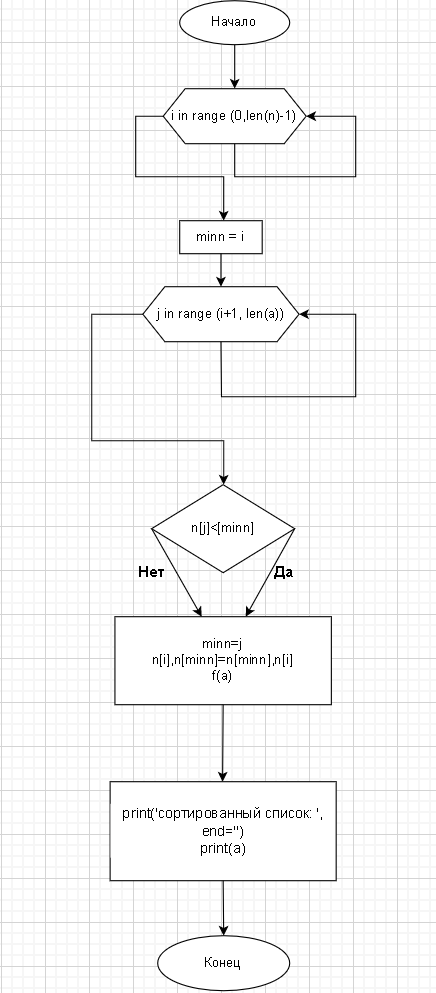 Начало
i in range (0,len(n)-1)
minn = i
j in range (i+1, len(a))
n[j]<[minn]
Нет
Да
minn=j
n[i],n[minn]=n[minn],n[i]
f(a)
print('сортированный список: ',
end='')
print(a)
Конец